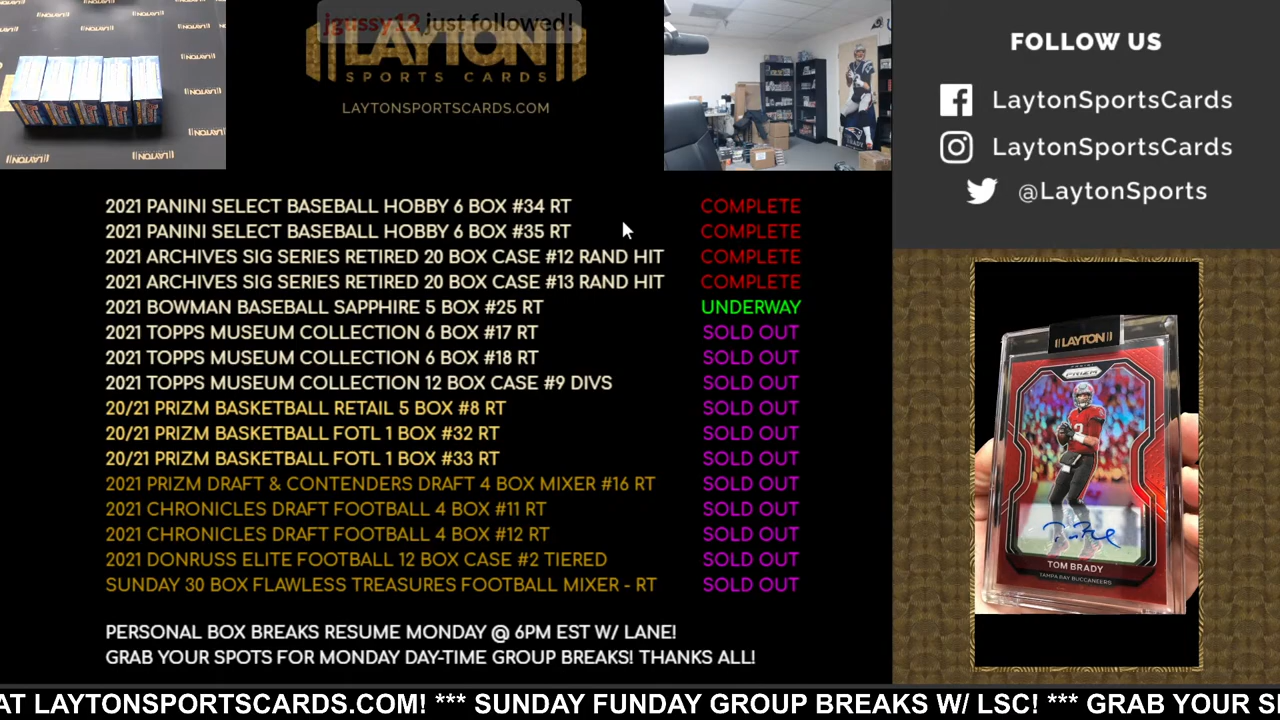 jgussy12 just followed!
LAYTON
SPORTS CARDS
LAYTONSPORTSCARDS.COM
2021 PANINI SELECT BASEBALL HOBBY 6 BOX #34 RT COMPLETE
2021 PANINI SELECT BASEBALL HOBBY 6 BOX #35 RT COMPLETE
2021 ARCHIVES SIG SERIES RETIRED 20 BOX CASE #12 RAND HIT COMPLETE
2021 ARCHIVES SIG SERIES RETIRED 20 BOX CASE #13 RAND HIT COMPLETE
2021 BOWMAN BASEBALL SAPPHIRE 5 BOX #25 RT UNDERWAY
2021 TOPPS MUSEUM COLLECTION 6 BOX #17 RT SOLD OUT
2021 TOPPS MUSEUM COLLECTION 6 BOX #18 RT SOLD OUT
2021 TOPPS MUSEUM COLLECTION 12 BOX CASE #9 DIVS SOLD OUT
20/21 PRIZM BASKETBALL RETAIL 5 BOX #8 RT SOLD OUT
20/21 PRIZM BASKETBALL FOTL 1 BOX #32 RT SOLD OUT
20/21 PRIZM BASKETBALL FOTL 1 BOX #33 RT SOLD OUT
2021 PRIZM DRAFT & CONTENDERS DRAFT 4 BOX MIXER #16 RT SOLD OUT
2021 CHRONICLES DRAFT FOOTBALL 4 BOX #11 RT SOLD OUT
2021 CHRONICLES DRAFT FOOTBALL 4 BOX #12 RT SOLD OUT
2021 DONRUSS ELITE FOOTBALL 12 BOX CASE #2 TIERED SOLD OUT
SUNDAY 30 BOX FLAWLESS TREASURES FOOTBALL MIXER - RT SOLD OUT
PERSONAL BOX BREAKS RESUME MONDAY @ 6PM EST W/ LANE!
GRAB YOUR SPOTS FOR MONDAY DAY-TIME GROUP BREAKS! THANKS ALL!
FOLLOW US
LaytonSportsCards
LaytonSportsCards
@LaytonSports
LAYTON
PRIZM
TOM BRADY
TAMPA BAY BUCCANEERS
AT LAYTONSPORTSCARDS.COM! *** SUNDAY FUNDAY GROUP BREAKS W/ LSC! *** GRAB YOUR